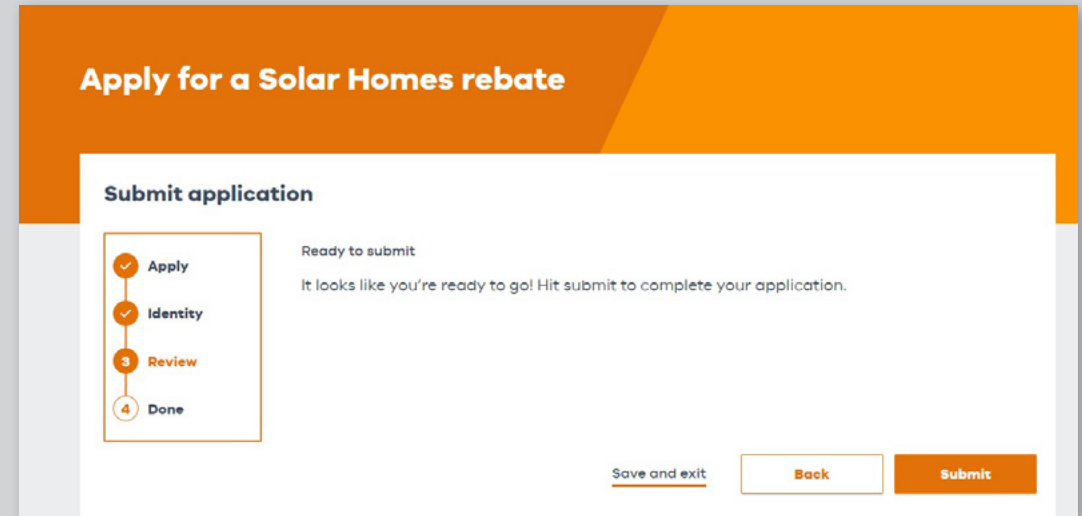 Apply for a Solar Homes rebate
Submit application
Apply
Identity
3 Review
4 Done
Ready to submit
It looks like you're ready to go! Hit submit to complete your application.
Save and exit
Back
Submit